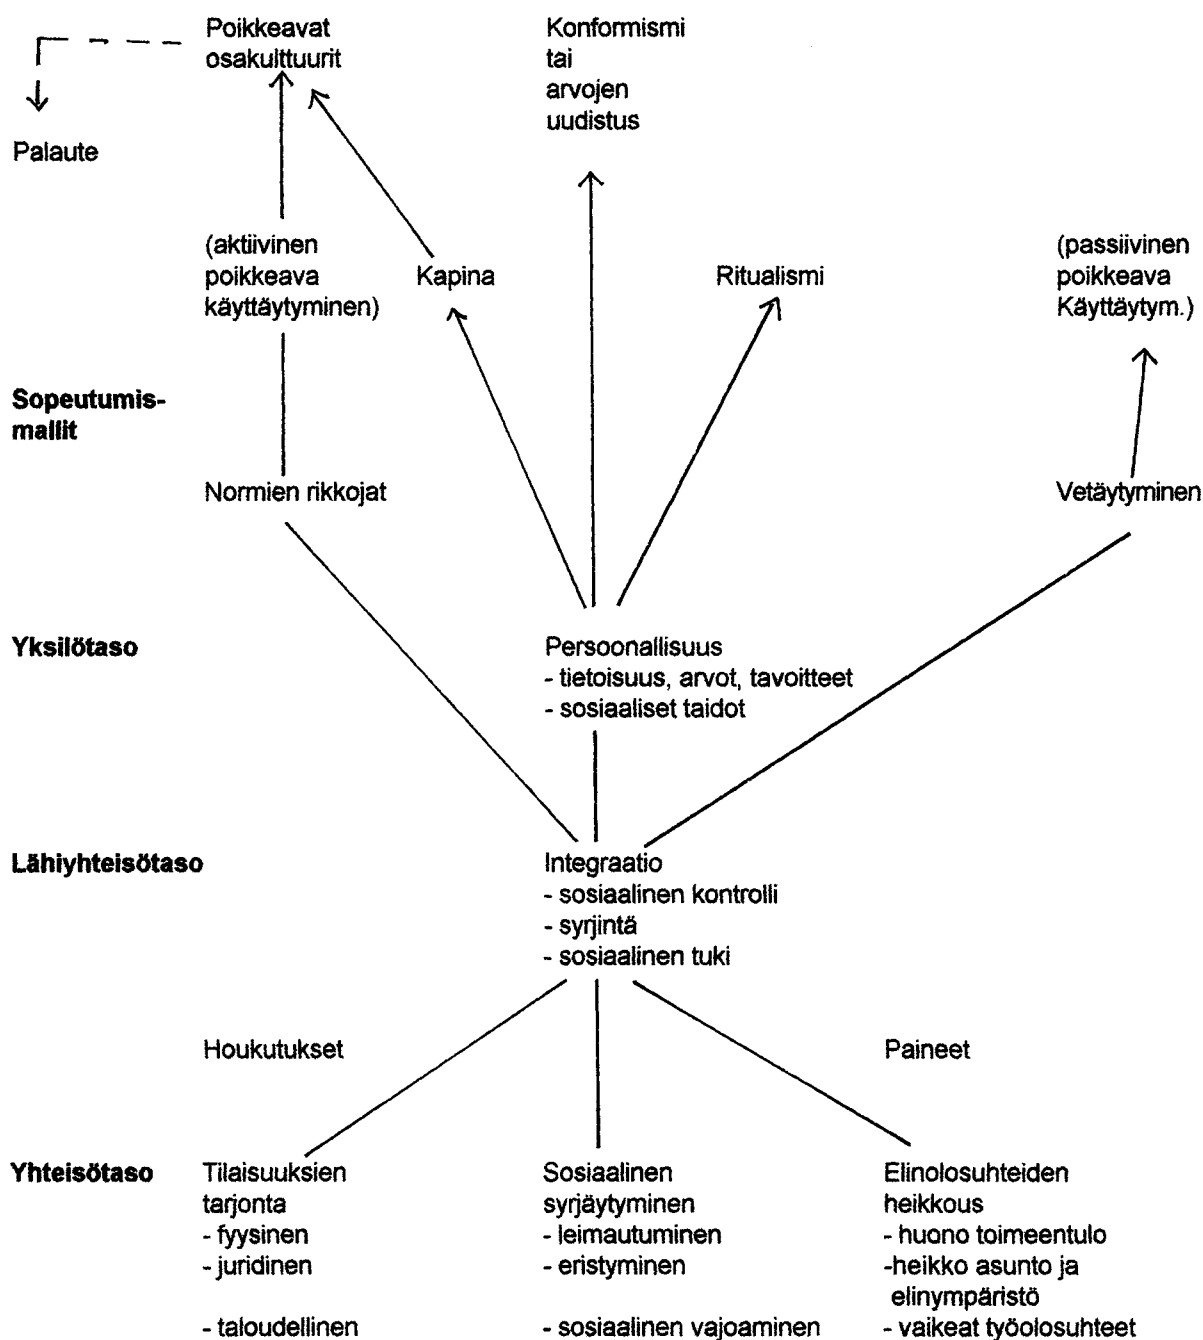 Poikkeavat
osakulttuurit
Konformismi
tai
arvojen
uudistus
Palaute
(aktiivinen
poikkeava
käyttäytyminen)
Kapina
Ritualismi
(passiivinen
poikkeava
Käyttäytym.)
Sopeutumis-
mallit
Normien rikkojat
Vetäytyminen
Yksilötaso
Persoonallisuus
- tietoisuus, arvot, tavoitteet
- sosiaaliset taidot
Lähiyhteisötaso
Integraatio
- sosiaalinen kontrolli
- syrjintä
- sosiaalinen tuki
Houkutukset
Paineet
Yhteisötaso
Tilaisuuksien
tarjonta
- fyysinen
- juridinen
- taloudellinen
Sosiaalinen
syrjäytyminen
- leimautuminen
- eristyminen
- sosiaalinen vajoaminen
Elinolosuhteiden
heikkous
- huono toimeentulo
-heikko asunto ja
elinympäristö
- vaikeat työolosuhteet